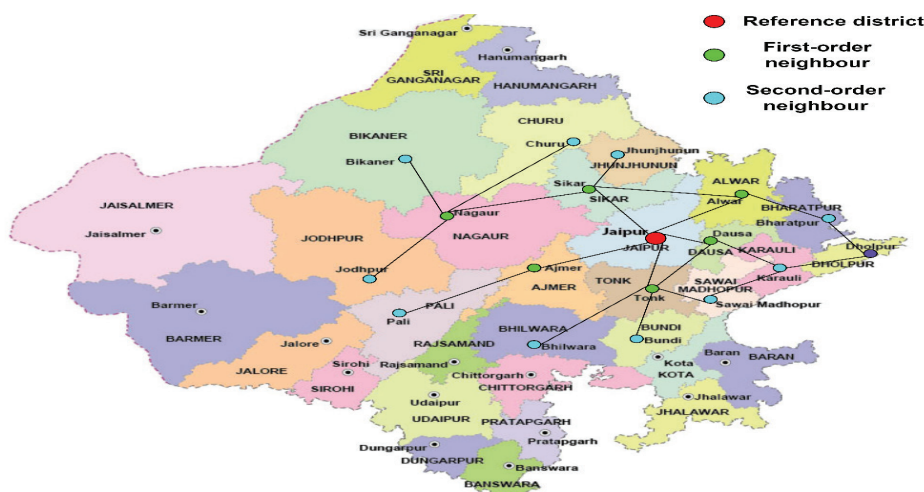 Reference district
First-order
neighbour
Second-order
neighbour
Sri Ganganagar
Hanumangarh
SRI
GANGANAGAR
HANUMANGARH
CHURU
Churu
BIKANER
Bikaner
Jhunjhunun
JHUNJHUNUN
Sikar
SIKAR
ALWAR
Alwar
BHARATPUR
Bharatpur
JAISALMER
Jaisalmer
Nagaur
NAGAUR
JODHPUR
Jodhpur
Jaipur
JAIPUR
Dausa
DAUSA
KARAULI
Karauli
Dholpur
DHOLPUR
Ajmer
AJMER
TONK
Tonk
SAWAI
MADHOPUR
Sawai Madhopur
Barmer
BARMER
PALI
Pali
BHILWARA
Bhilwara
BUNDI
Bundi
Jalore
JALORE
RAJSAMAND
Rajsamand
Sirohi
SIROHI
Chittorgarh
CHITTORGARH
Kota
KOTA
Baran
BARAN
Udaipur
UDAIPUR
Jhalawar
JHALAWAR
PRATAPGARH
Pratapgarh
Dungarpur
DUNGARPUR
Banswara
BANSWARA